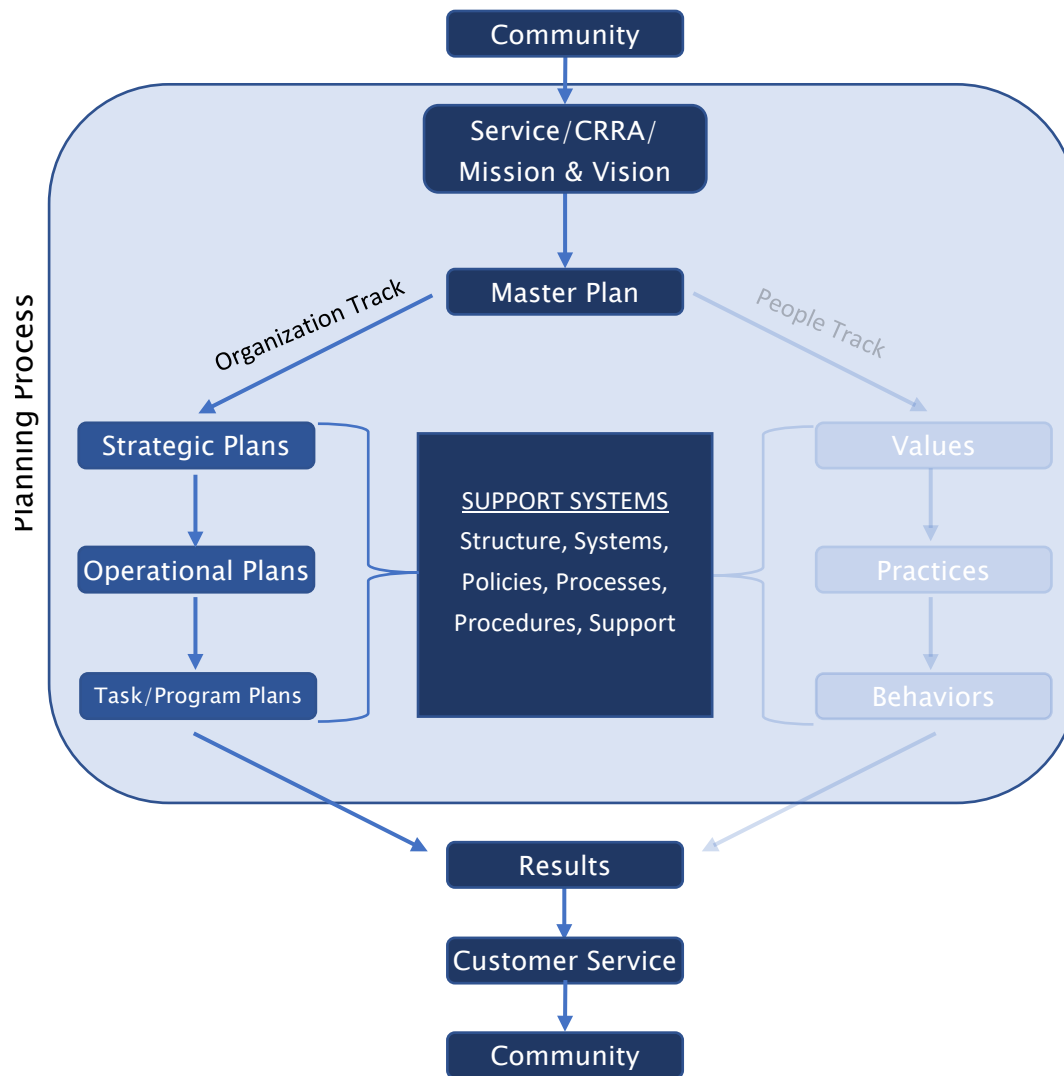 Community
Service/CRRA/
Mission & Vision
Master Plan
Organization Track
People Track
Planning Process
Strategic Plans
Operational Plans
Task/Program Plans
SUPPORT SYSTEMS
Structure, Systems,
Policies, Processes,
Procedures, Support
Values
Practices
Behaviors
Results
Customer Service
Community